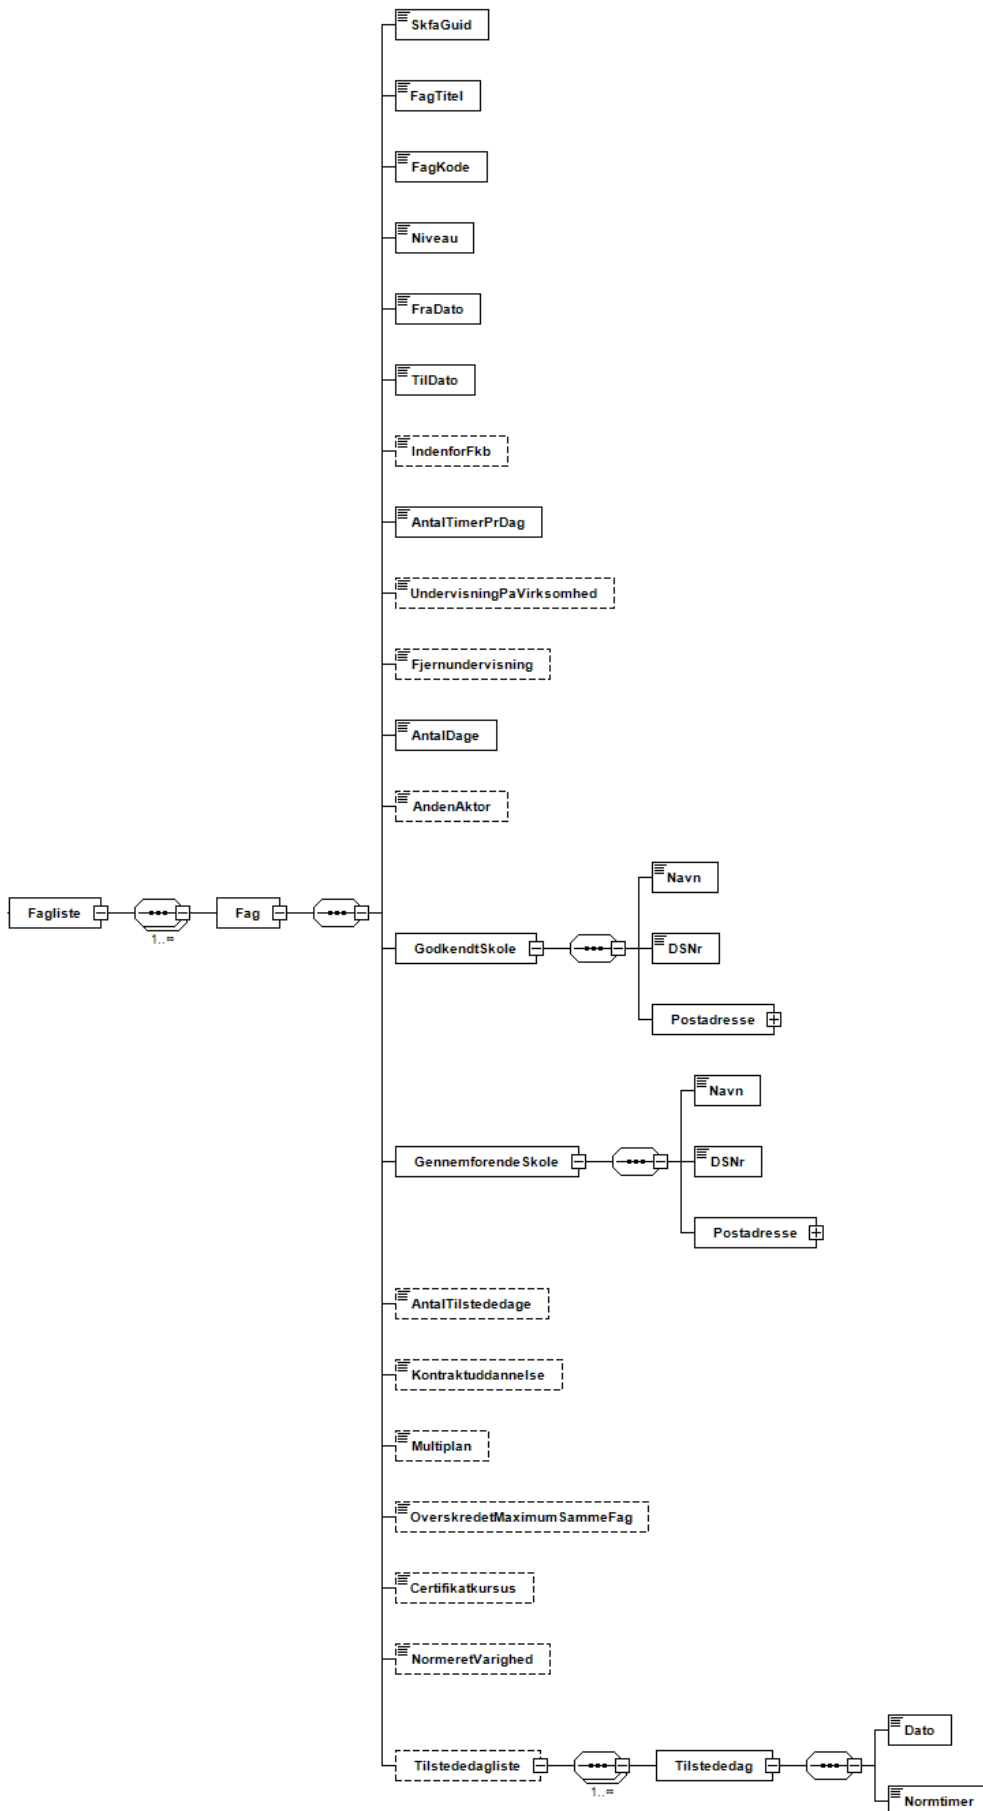 SkfaGuid
FagTitel
FagKode
Niveau
FraDato
TilDato
IndenforFkb
AntalTimerPrDag
UndervisningPaVirksomhed
Fjernundervisning
AntalDage
AndenAktor
Fagliste
1..∞
Fag
GodkendtSkole
Navn
DSNr
Postadresse
GennemforendeSkole
Navn
DSNr
Postadresse
AntalTilstededage
Kontraktuddannelse
Multiplan
OverskredetMaximumSammeFag
Certifikatkursus
NormeretVarighed
Tilstededagliste
1..∞
Tilstededag
Dato
Normtimer